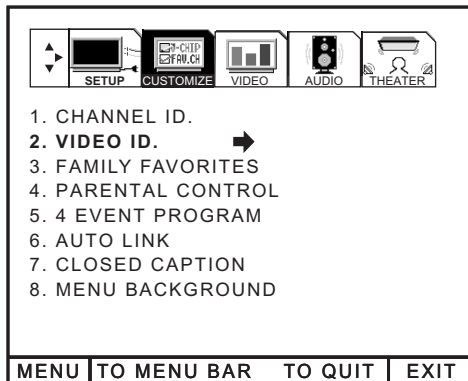 V-CHIP
FAV.CH
SETUP CUSTOMIZE VIDEO AUDIO THEATER
1. CHANNEL ID.
2. VIDEO ID.
3. FAMILY FAVORITES
4. PARENTAL CONTROL
5. 4 EVENT PROGRAM
6. AUTO LINK
7. CLOSED CAPTION
8. MENU BACKGROUND
MENU TO MENU BAR TO QUIT EXIT